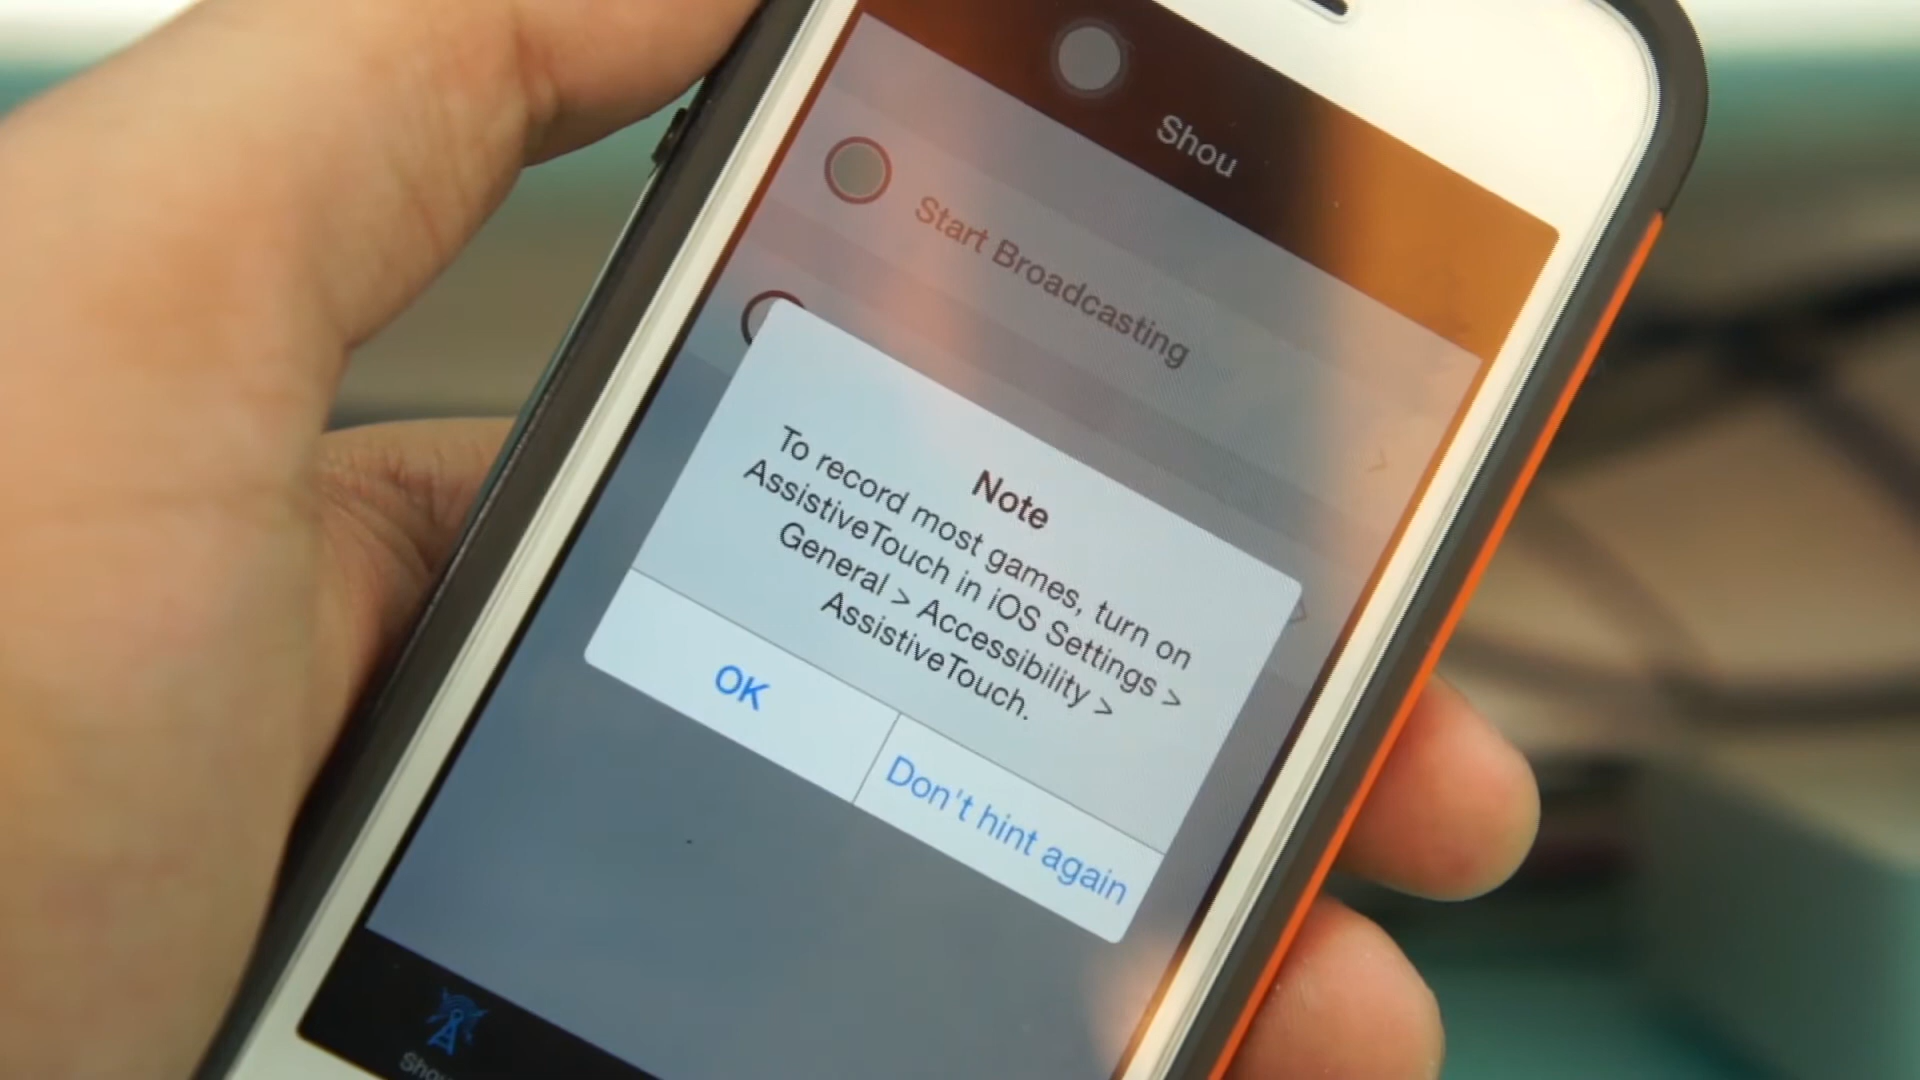 Shou
Start Broadcasting
Note
To record most games, turn on
AssistiveTouch in iOS Settings >
General > Accessibility >
AssistiveTouch.
OK
Don't hint again
Shou